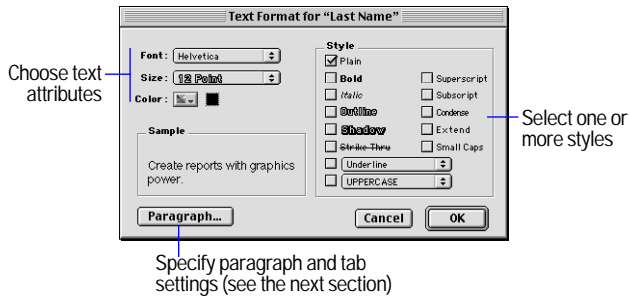 Text Format for “Last Name”
Choose text
attributes
Font: Helvetica
Size: 12 Point
Color:
Sample
Create reports with graphics
power.
Style
Plain
Bold
Italic
Outline
Shadow
Strike Thru
Underline
UPPERCASE
Superscript
Subscript
Condense
Extend
Small Caps
Select one or
more styles
Paragraph...
Cancel
OK
Specify paragraph and tab
settings (see the next section)